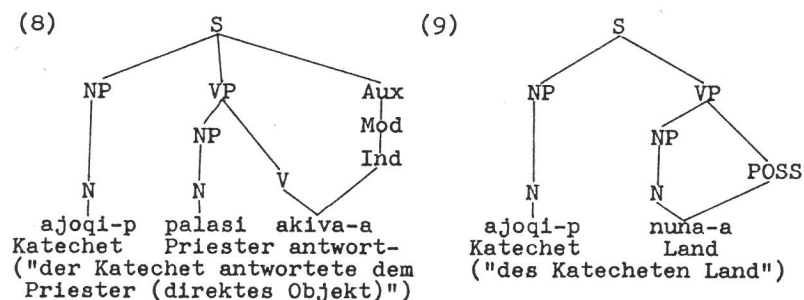 (8) S (9) S
NP VP Aux NP VP
Mod
NP NP
Ind
V POSS
N N N N
ajoqi-p palasi akiva-a ajoqi-p nuna-a
Katechet Priester antwort- Katechet Land
("der Katechet antwortete dem ("des Katecheten Land")
Priester (direktes Objekt)")